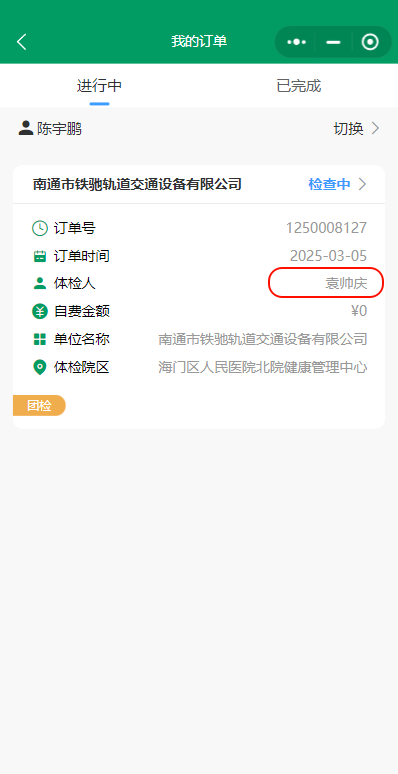 我的订单
进行中 已完成
陈宇鹏 切换
南通市铁驰轨道交通设备有限公司 检查中
订单号 1250008127
订单时间 2025-03-05
体检人 袁帅庆
自费金额 ¥0
单位名称 南通市铁驰轨道交通设备有限公司
体检院区 海门区人民医院北院健康管理中心
团检